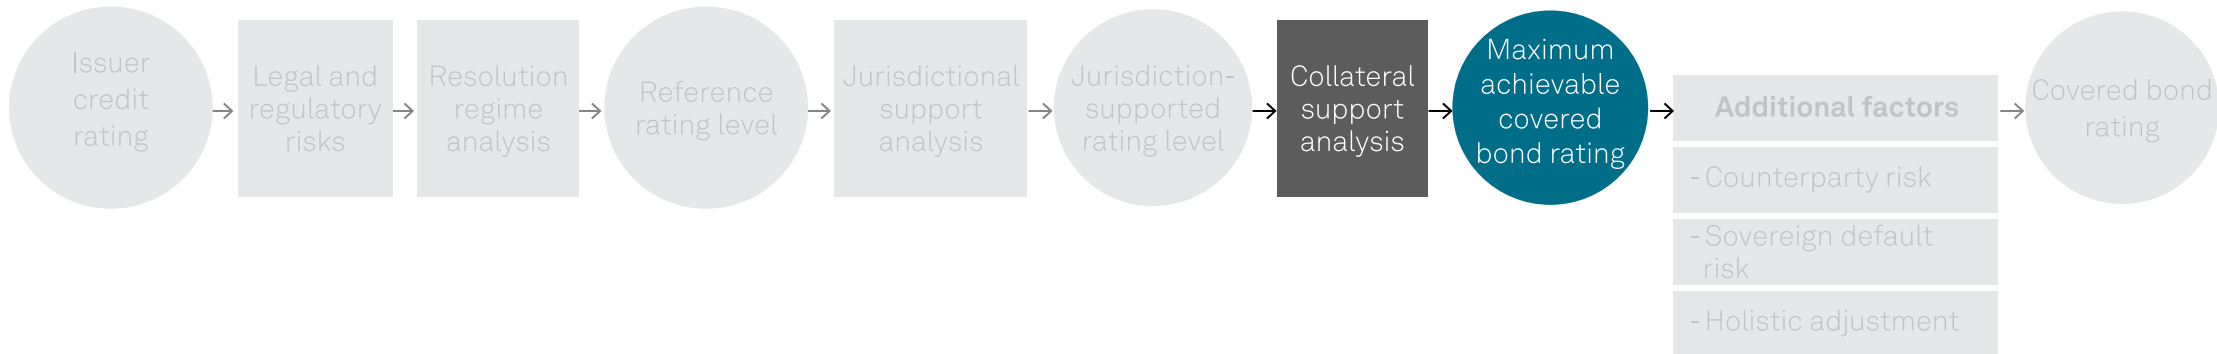 Issuer
credit
rating
Legal and
regulatory
risks
Resolution
regime
analysis
Reference
rating level
Jurisdictional
support
analysis
Jurisdiction-
supported
rating level
Collateral
support
analysis
Maximum
achievable
covered
bond rating
Additional factors
- Counterparty risk
- Sovereign default
risk
- Holistic adjustment
Covered bond
rating